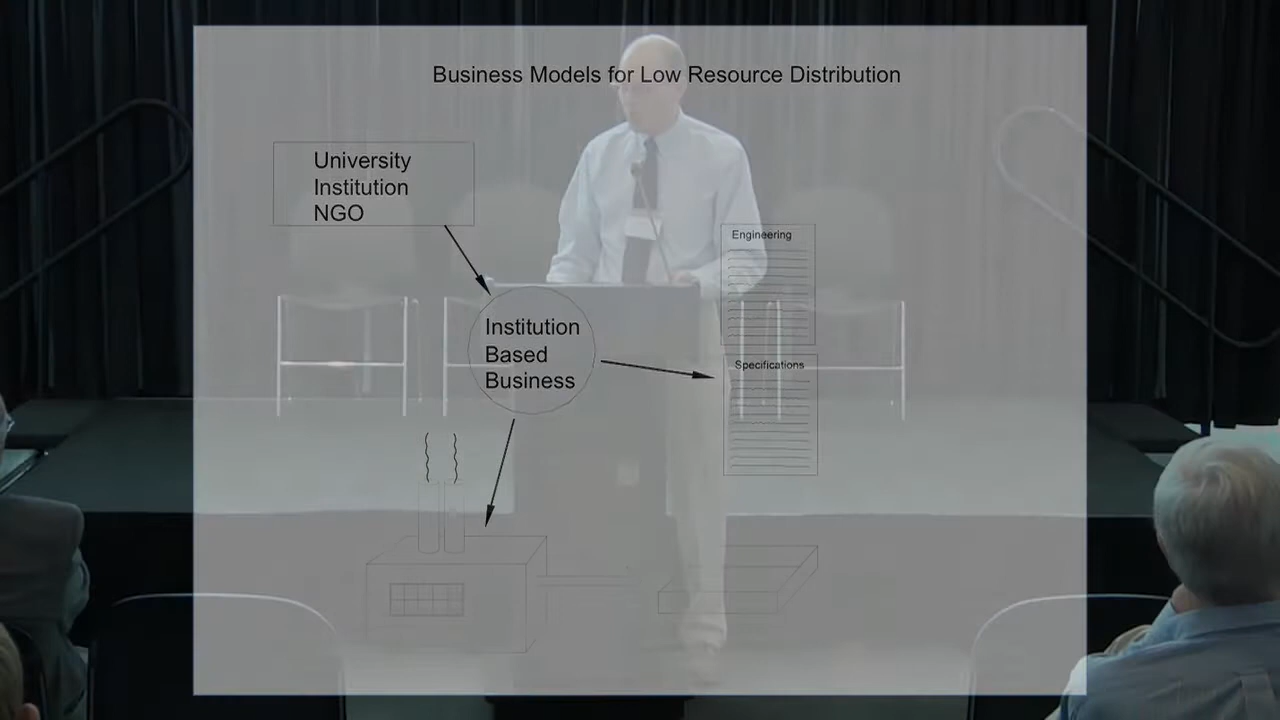 Business Models for Low Resource Distribution
University
Institution
NGO
Engineering
Institution
Based
Business
Specifications